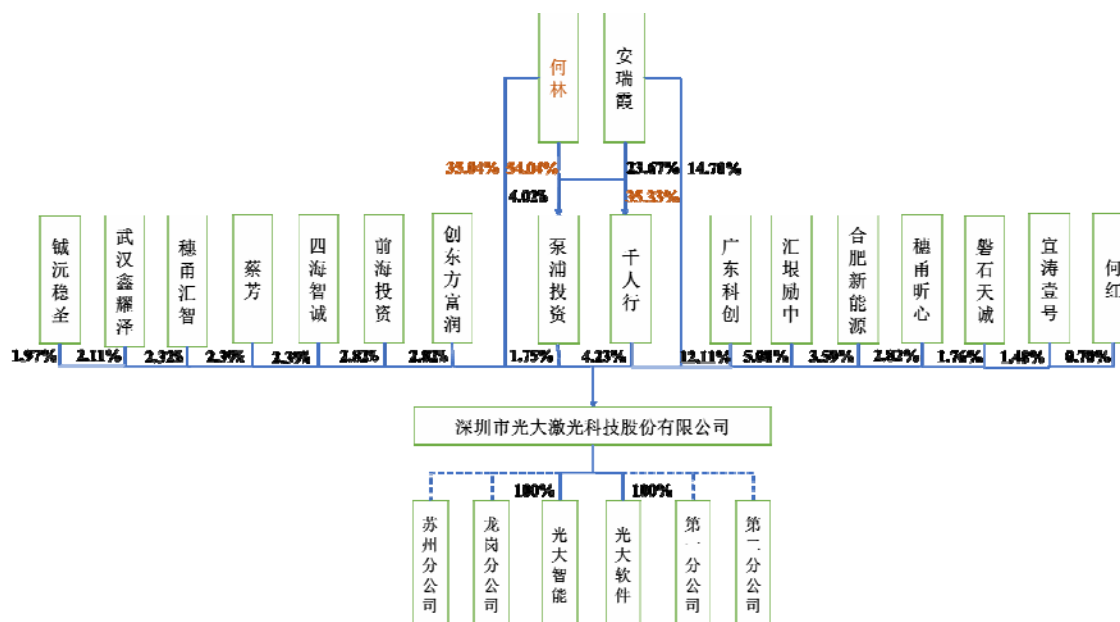 何林
安瑞霞
35.04%
54.04%
23.67%
14.78%
4.02%
35.33%
铖沅稳圣
武汉鑫耀泽
穗甬汇智
蔡芳
四海智诚
前海投资
创东方富润
泵浦投资
千人行
广东科创
汇垠励中
合肥新能源
穗甬昕心
磐石天诚
宜涛壹号
何红
1.97%
2.11%
2.32%
2.39%
2.39%
2.82%
2.82%
1.75%
4.23%
12.11%
5.08%
3.59%
2.82%
1.76%
1.48%
0.70%
深圳市光大激光科技股份有限公司
100%
100%
苏州分公司
龙岗分公司
光大智能
光大软件
第一分公司
第二分公司